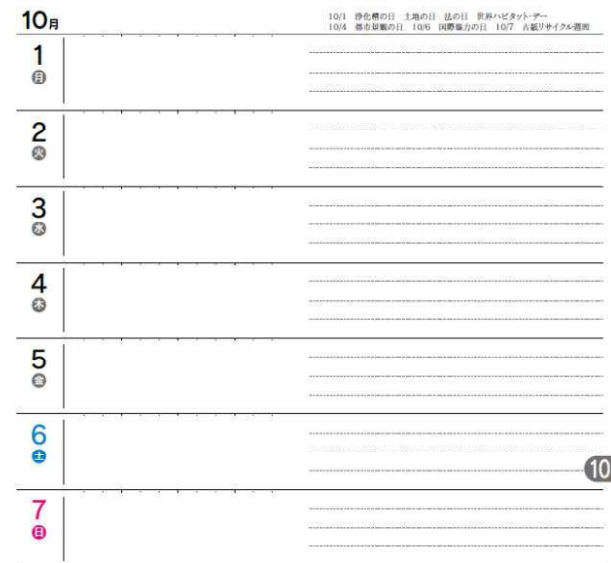 10月
10/1 浄化槽の日 土地の日 法の日 世界ハビタット・デー
10/4 都市景観の日 10/6 国際協力の日 10/7 古紙リサイクル週間
1
月
2
火
3
水
4
木
5
金
6
土
10
7
日